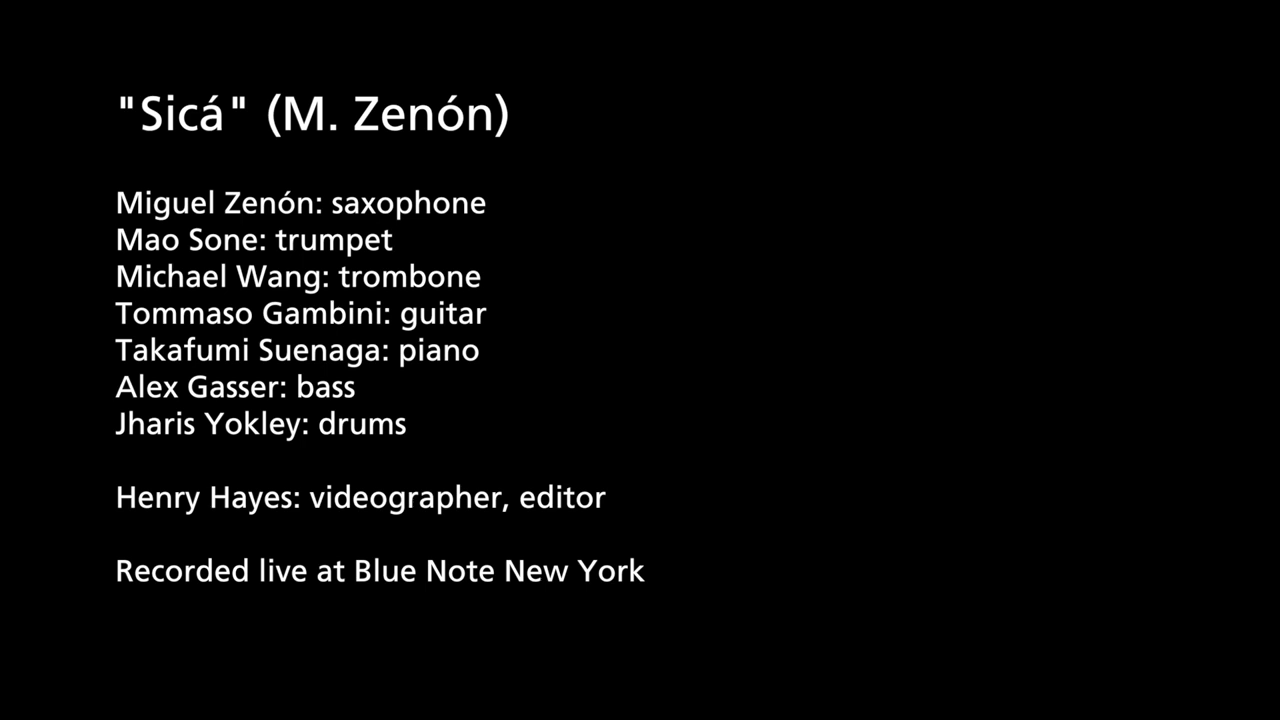 "Sicá" (M. Zenón)
Miguel Zenón: saxophone
Mao Sone: trumpet
Michael Wang: trombone
Tommaso Gambini: guitar
Takafumi Suenaga: piano
Alex Gasser: bass
Jharis Yokley: drums
Henry Hayes: videographer, editor
Recorded live at Blue Note New York